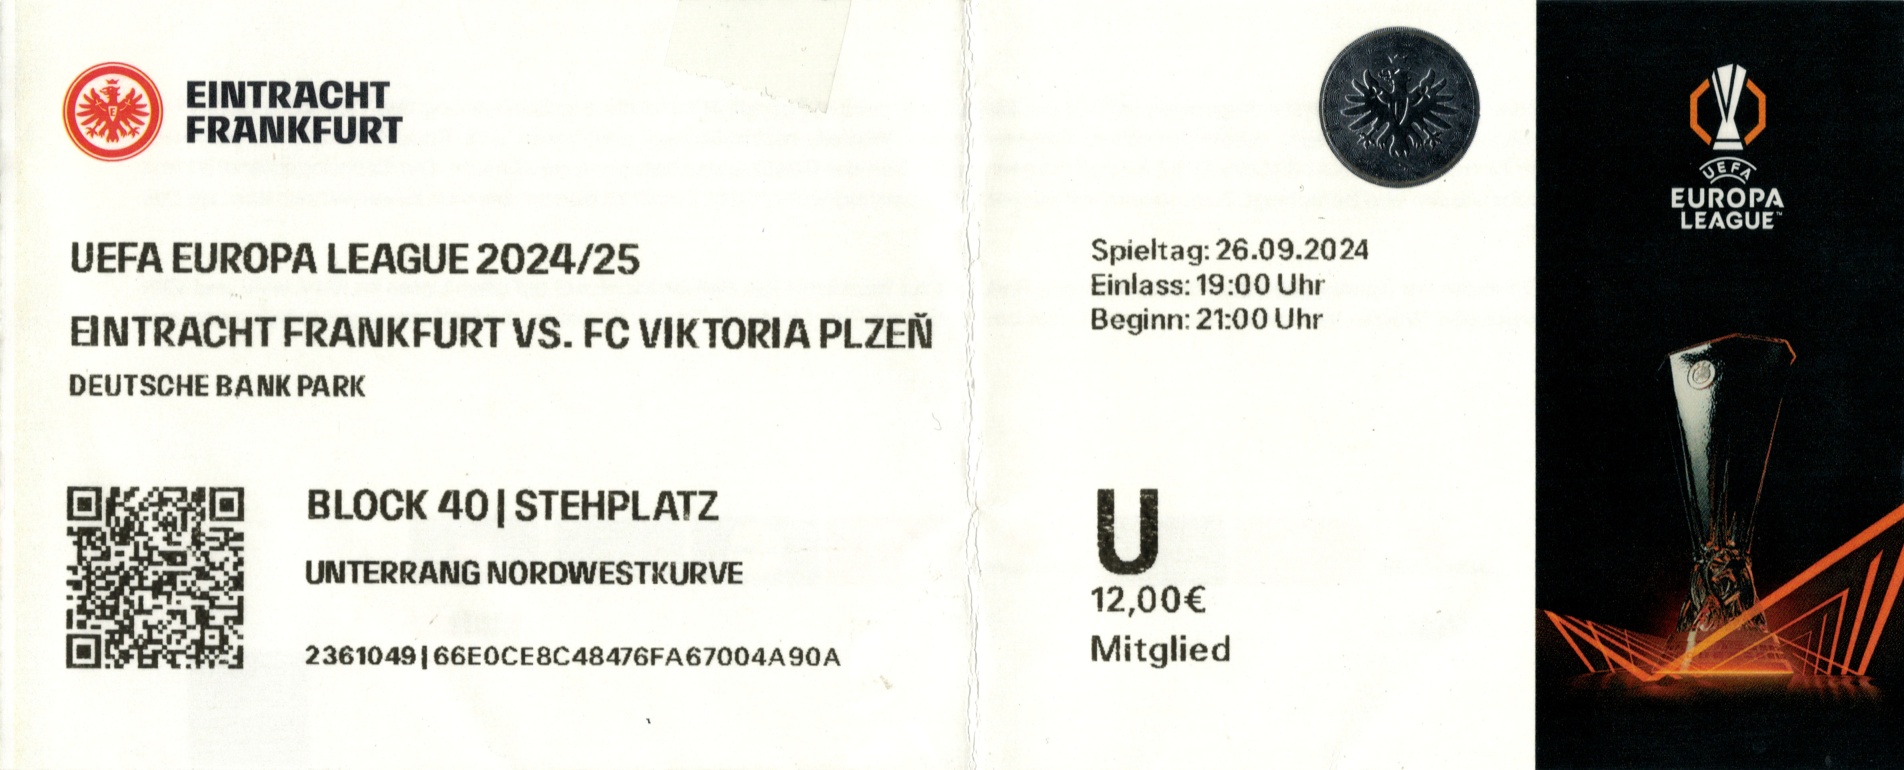 EINTRACHT
FRANKFURT
UEFA EUROPA LEAGUE 2024/25
EINTRACHT FRANKFURT VS. FC VIKTORIA PLZEŇ
DEUTSCHE BANK PARK
BLOCK 40 | STEHPLATZ
UNTERRANG NORDWESTKURVE
2361049|66E0CE8C48476FA67004A90A
Spieltag: 26.09.2024
Einlass: 19:00 Uhr
Beginn: 21:00 Uhr
U
12,00€
Mitglied
UEFA
EUROPA
LEAGUE™